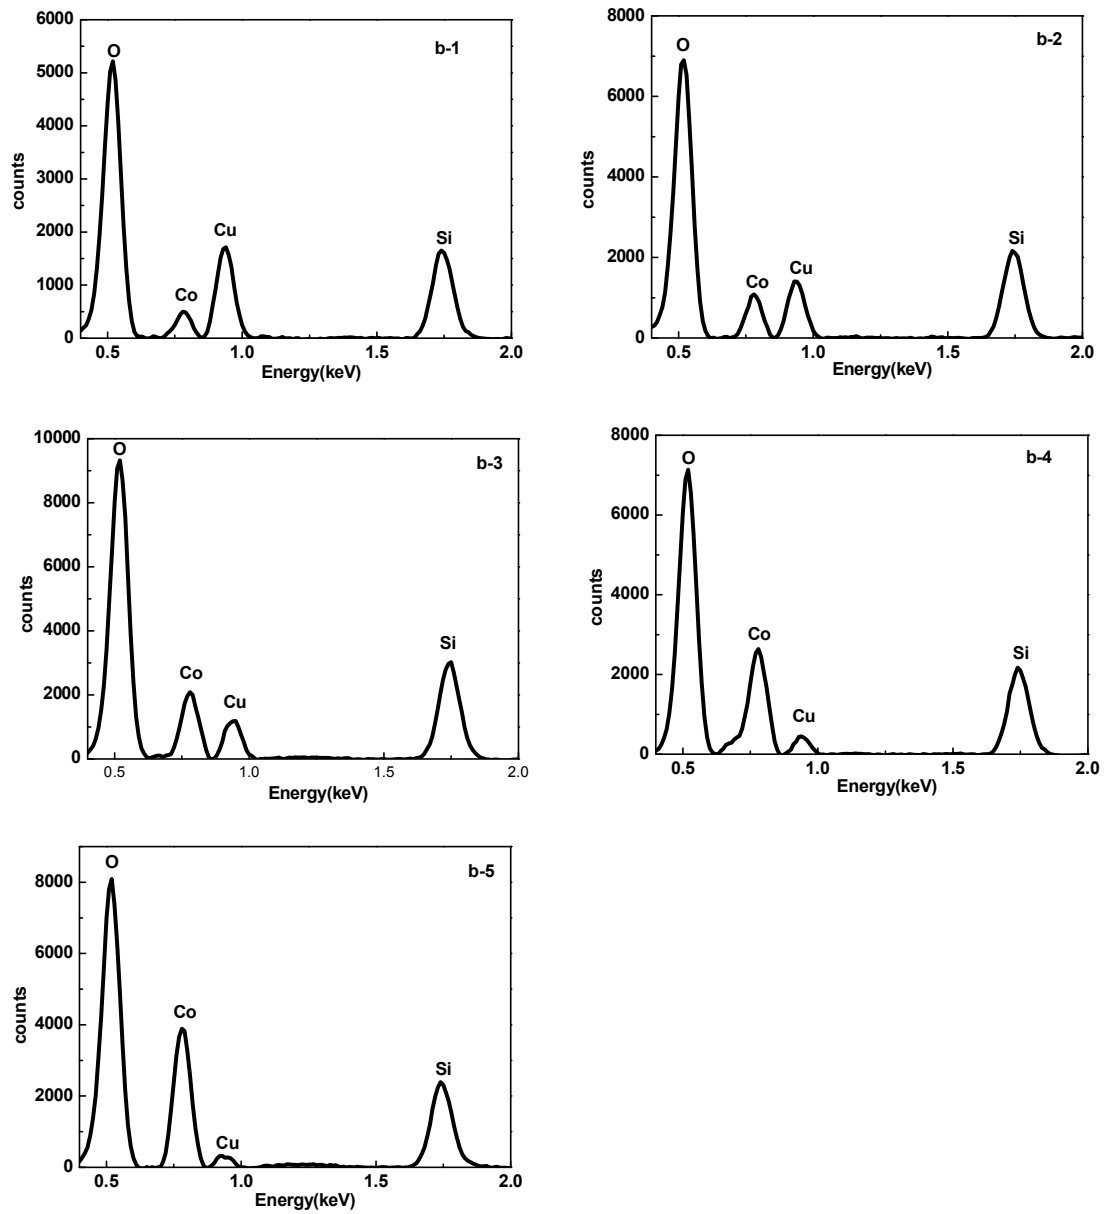 b-1
6000
5000
4000
3000
2000
1000
0
counts
O
Co
Cu
Si
0.5 1.0 1.5 2.0
Energy(keV)
b-2
8000
6000
4000
2000
0
counts
O
Co
Cu
Si
0.5 1.0 1.5 2.0
Energy(keV)
b-3
10000
8000
6000
4000
2000
0
counts
O
Co
Cu
Si
0.5 1.0 1.5 2.0
Energy(keV)
b-4
8000
6000
4000
2000
0
counts
O
Co
Cu
Si
0.5 1.0 1.5 2.0
Energy(keV)
b-5
8000
6000
4000
2000
0
counts
O
Co
Cu
Si
0.5 1.0 1.5 2.0
Energy(keV)